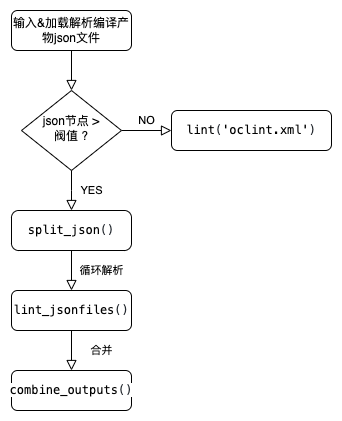 输入&加载解析编译产
物json文件
json节点 >
阀值 ?
NO
lint('oclint.xml')
YES
split_json()
循环解析
lint_jsonfiles()
合并
combine_outputs()